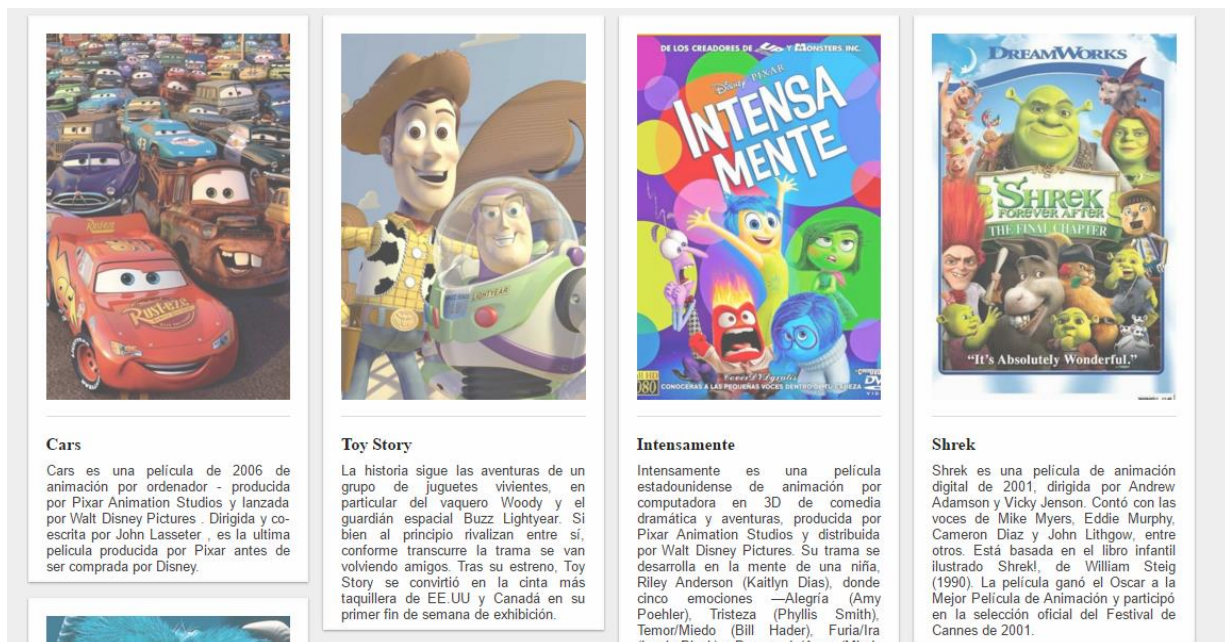 Rust-eze
LIGHTYEAR
DE LOS CREADORES DE UP Y MONSTERS INC.
DISNEY PIXAR
INTENSA
MENTE
CONOCERÁS A LAS PEQUEÑAS VOCES DENTRO DE TU CABEZA
DREAMWORKS
SHREK
FOREVER AFTER
THE FINAL CHAPTER
“It's Absolutely Wonderful.”
Cars
Cars es una película de 2006 de
animación por ordenador - producida
por Pixar Animation Studios y lanzada
por Walt Disney Pictures . Dirigida y co-
escrita por John Lasseter , es la ultima
pelicula producida por Pixar antes de
ser comprada por Disney.
Toy Story
La historia sigue las aventuras de un
grupo de juguetes vivientes, en
particular del vaquero Woody y el
guardián espacial Buzz Lightyear. Si
bien al principio rivalizan entre sí,
conforme transcurre la trama se van
volviendo amigos. Tras su estreno, Toy
Story se convirtió en la cinta más
taquillera de EE.UU y Canadá en su
primer fin de semana de exhibición.
Intensamente
Intensamente es una película
estadounidense de animación por
computadora en 3D de comedia
dramática y aventuras, producida por
Pixar Animation Studios y distribuida
por Walt Disney Pictures. Su trama se
desarrolla en la mente de una niña,
Riley Anderson (Kaitlyn Dias), donde
cinco emociones —Alegría (Amy
Poehler), Tristeza (Phyllis Smith),
Temor/Miedo (Bill Hader), Furia/Ira
Shrek
Shrek es una película de animación
digital de 2001, dirigida por Andrew
Adamson y Vicky Jenson. Contó con las
voces de Mike Myers, Eddie Murphy,
Cameron Diaz y John Lithgow, entre
otros. Está basada en el libro infantil
ilustrado Shrek!, de William Steig
(1990). La película ganó el Oscar a la
Mejor Película de Animación y participó
en la selección oficial del Festival de
Cannes de 2001.